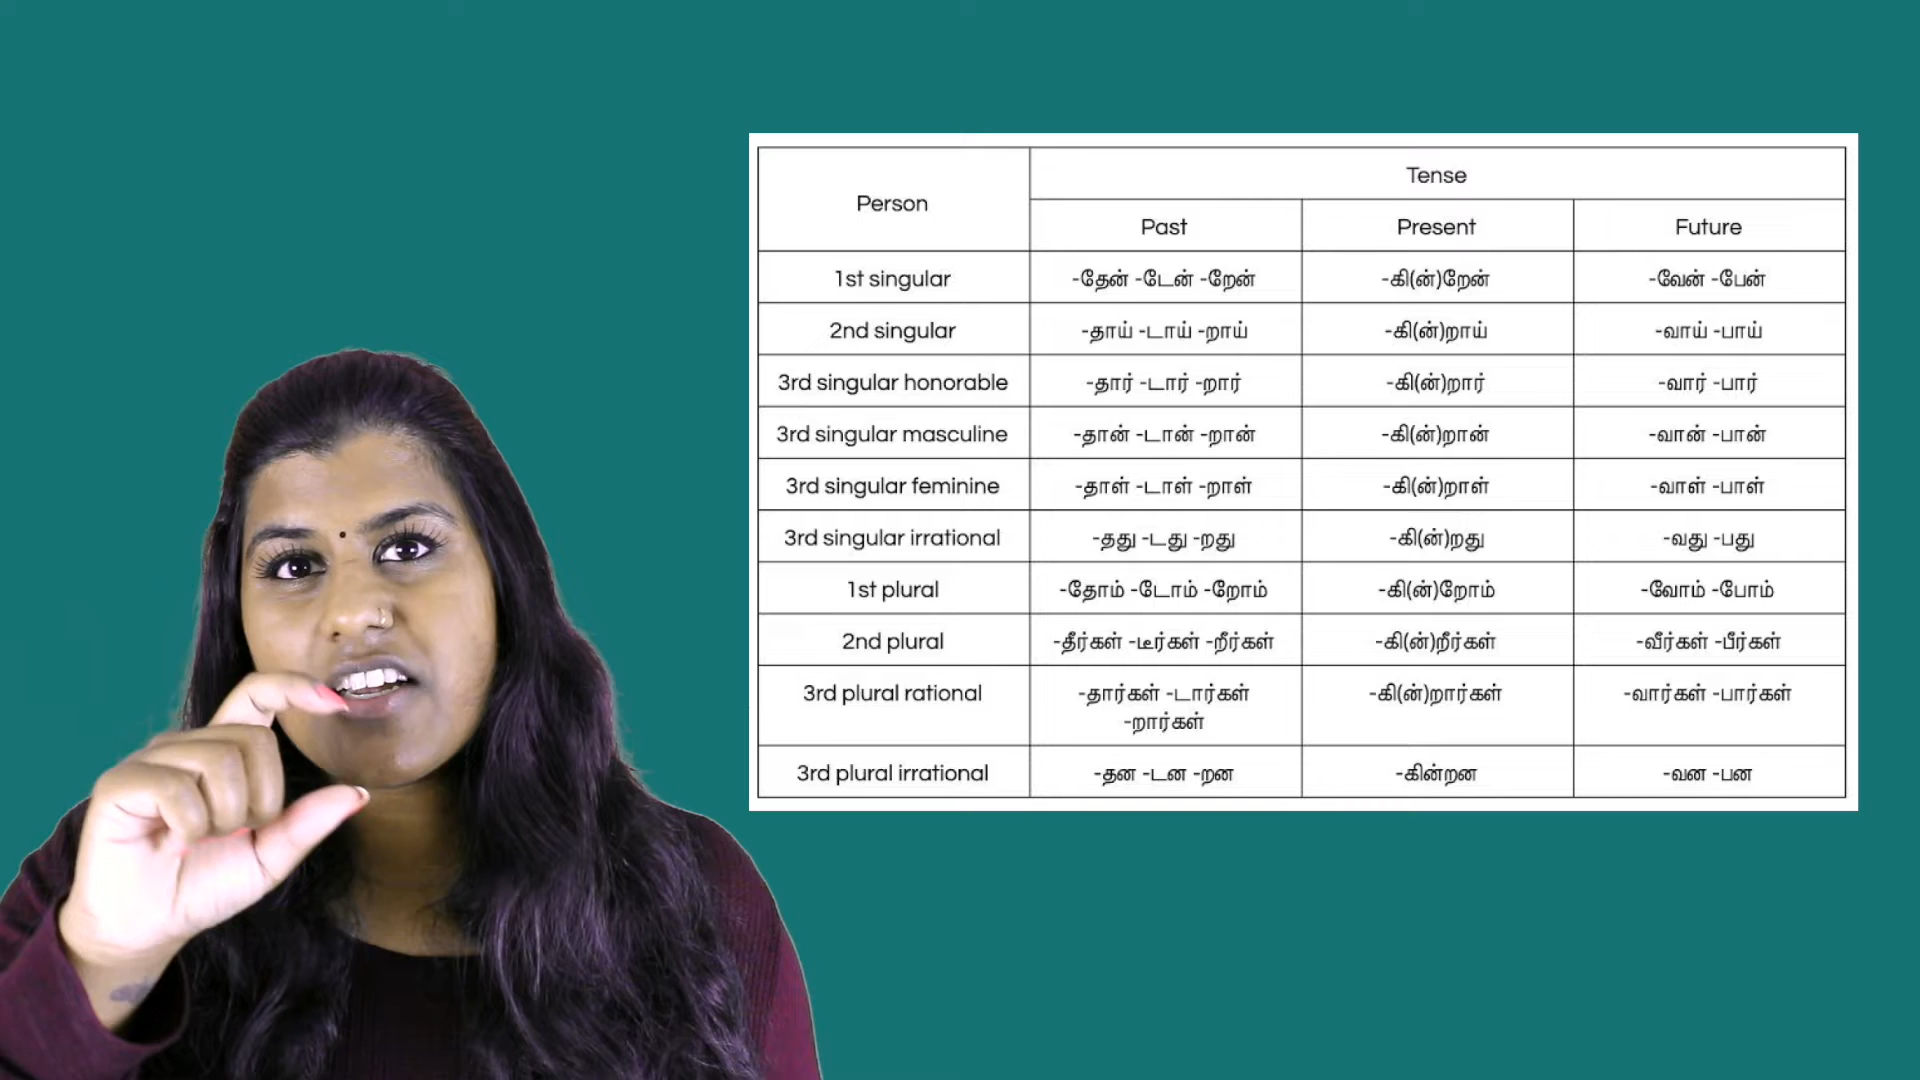 Person
Tense
Past Present Future
1st singular -தேன் -டேன் -றேன் -கி(ன்)றேன் -வேன் -பேன்
2nd singular -தாய் -டாய் -றாய் -கி(ன்)றாய் -வாய் -பாய்
3rd singular honorable -தார் -டார் -றார் -கி(ன்)றார் -வார் -பார்
3rd singular masculine -தான் -டான் -றான் -கி(ன்)றான் -வான் -பான்
3rd singular feminine -தாள் -டாள் -றாள் -கி(ன்)றாள் -வாள் -பாள்
3rd singular irrational -தது -டது -றது -கி(ன்)றது -வது -பது
1st plural -தோம் -டோம் -றோம் -கி(ன்)றோம் -வோம் -போம்
2nd plural -தீர்கள் -டீர்கள் -றீர்கள் -கி(ன்)றீர்கள் -வீர்கள் -பீர்கள்
3rd plural rational -தார்கள் -டார்கள் -கி(ன்)றார்கள் -வார்கள் -பார்கள்
-றார்கள்
3rd plural irrational -தன -டன -றன -கின்றன -வன -பன